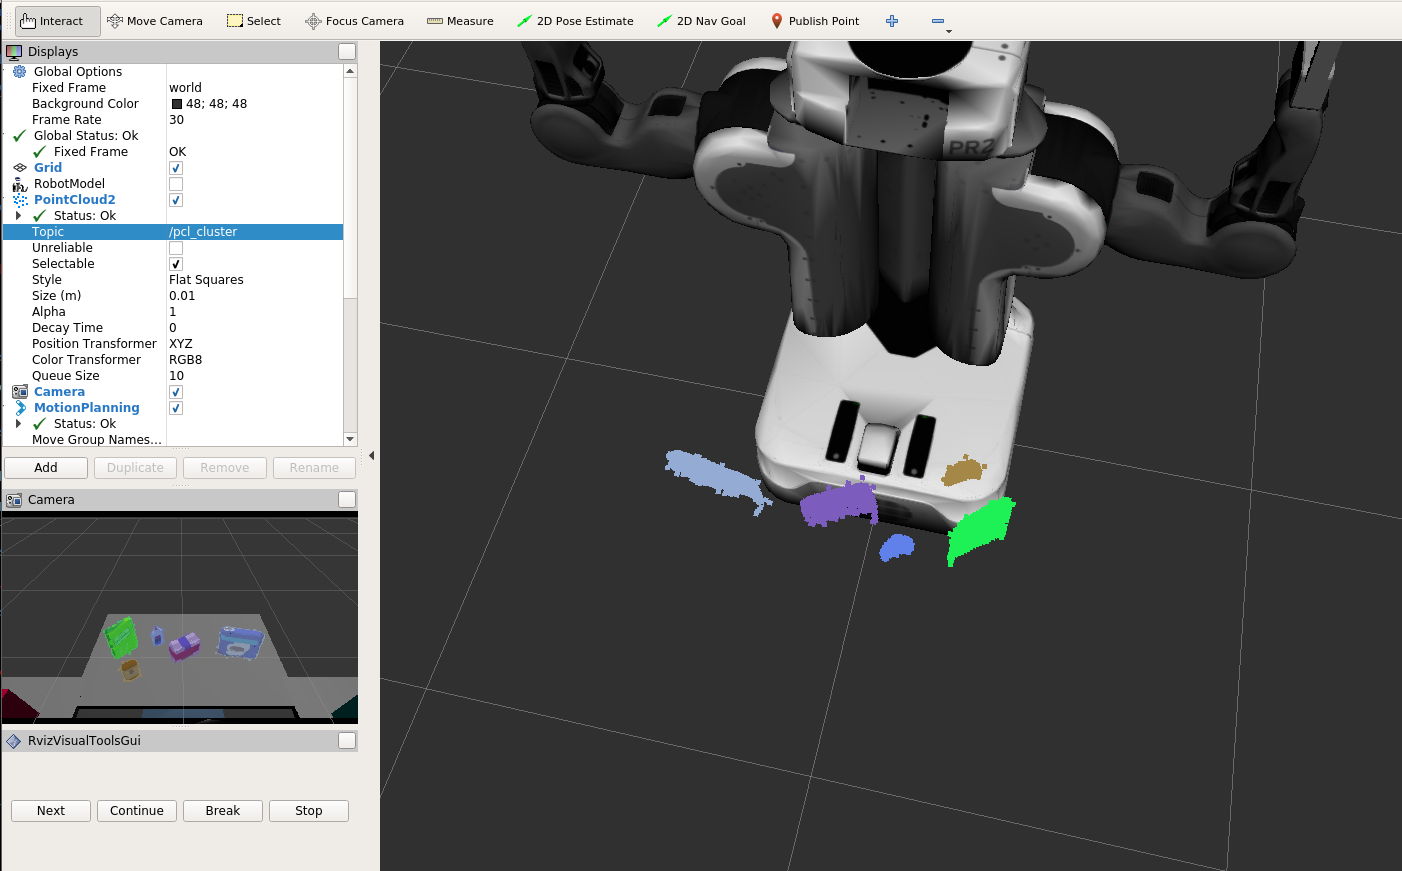 Interact Move Camera Select Focus Camera Measure 2D Pose Estimate 2D Nav Goal Publish Point
Displays
Global Options
Fixed Frame world
Background Color 48; 48; 48
Frame Rate 30
Global Status: Ok
Fixed Frame OK
Grid
RobotModel
PointCloud2
Status: Ok
Topic /pcl_cluster
Unreliable
Selectable
Style Flat Squares
Size (m) 0.01
Alpha 1
Decay Time 0
Position Transformer XYZ
Color Transformer RGB8
Queue Size 10
Camera
MotionPlanning
Status: Ok
Move Group Names...
Add Duplicate Remove Rename
Camera
RvizVisualToolsGui
Next Continue Break Stop
PR2